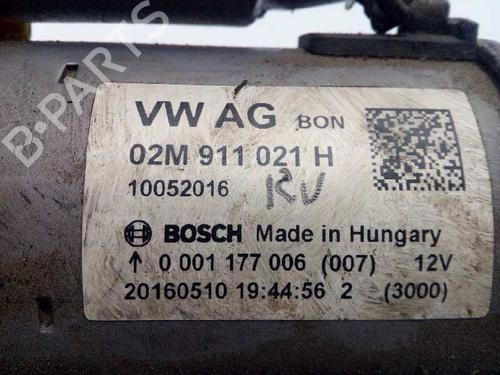 VW AG BON
02M 911 021 H
10052016 RU
BOSCH Made in Hungary
↑ 0 001 177 006 (007) 12V
20160510 19:44:56 2 (3000)
B-PARTS